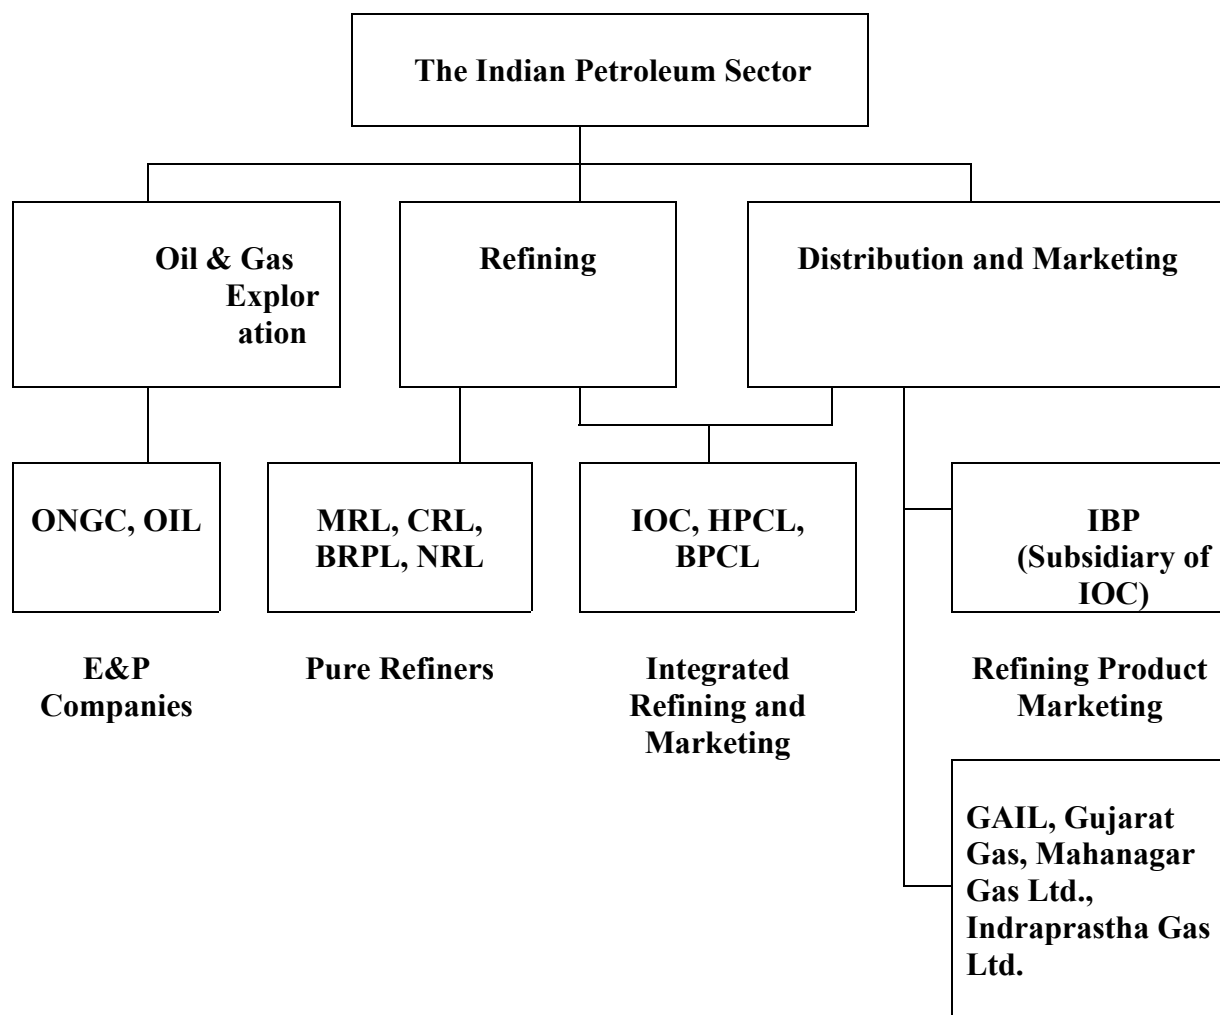 The Indian Petroleum Sector
Oil & Gas
Explor
ation
Refining
Distribution and Marketing
ONGC, OIL
MRL, CRL,
BRPL, NRL
IOC, HPCL,
BPCL
IBP
(Subsidiary of
IOC)
E&P
Companies
Pure Refiners
Integrated
Refining and
Marketing
Refining Product
Marketing
GAIL, Gujarat
Gas, Mahanagar
Gas Ltd.,
Indraprastha Gas
Ltd.